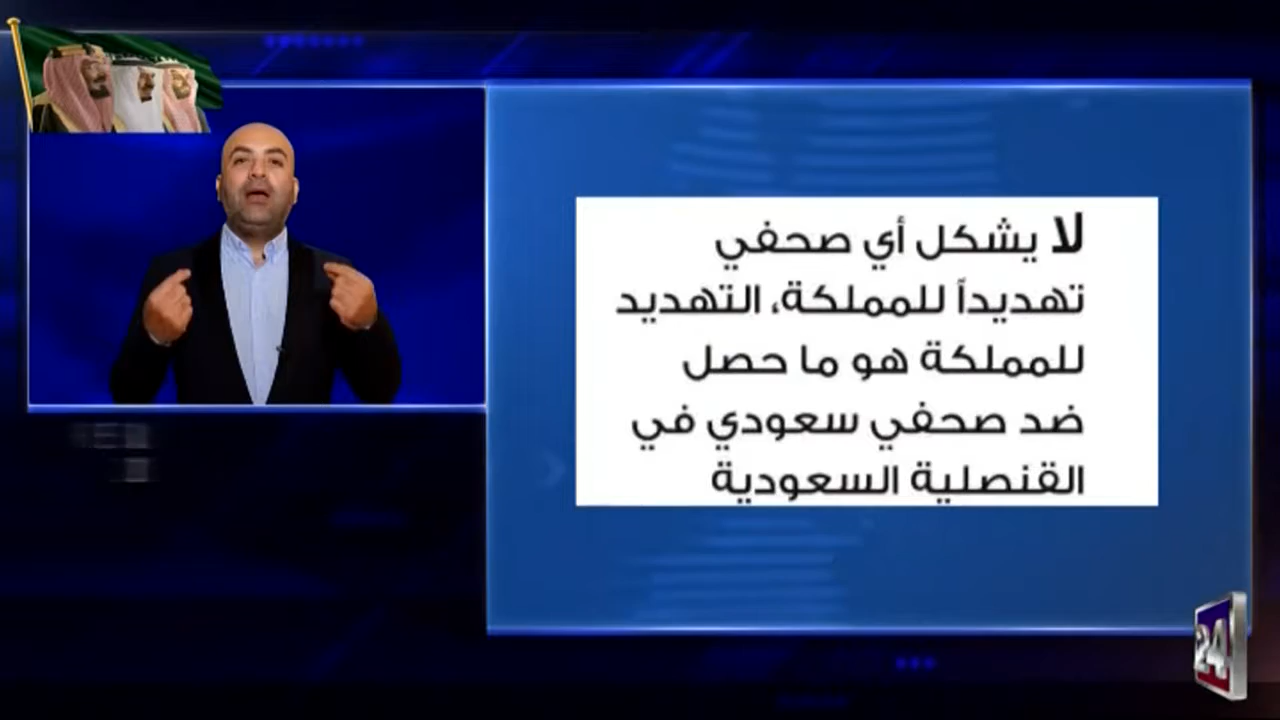 لا يشكل أي صحفي
تهديداً للمملكة، التهديد
للمملكة هو ما حصل
ضد صحفي سعودي في
القنصلية السعودية
24